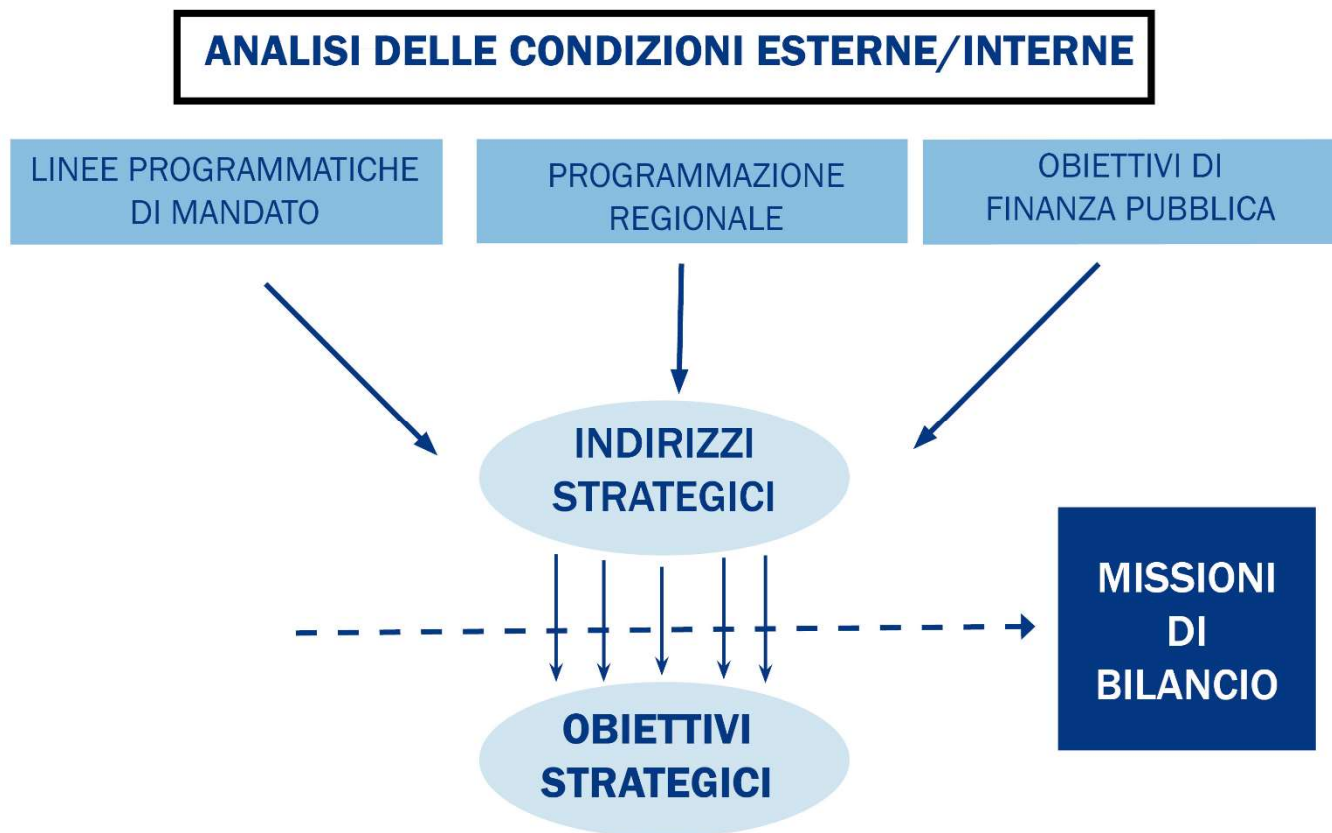 ANALISI DELLE CONDIZIONI ESTERNE/INTERNE
LINEE PROGRAMMATICHE
DI MANDATO
PROGRAMMAZIONE
REGIONALE
OBIETTIVI DI
FINANZA PUBBLICA
INDIRIZZI
STRATEGICI
MISSIONI
DI
BILANCIO
OBIETTIVI
STRATEGICI